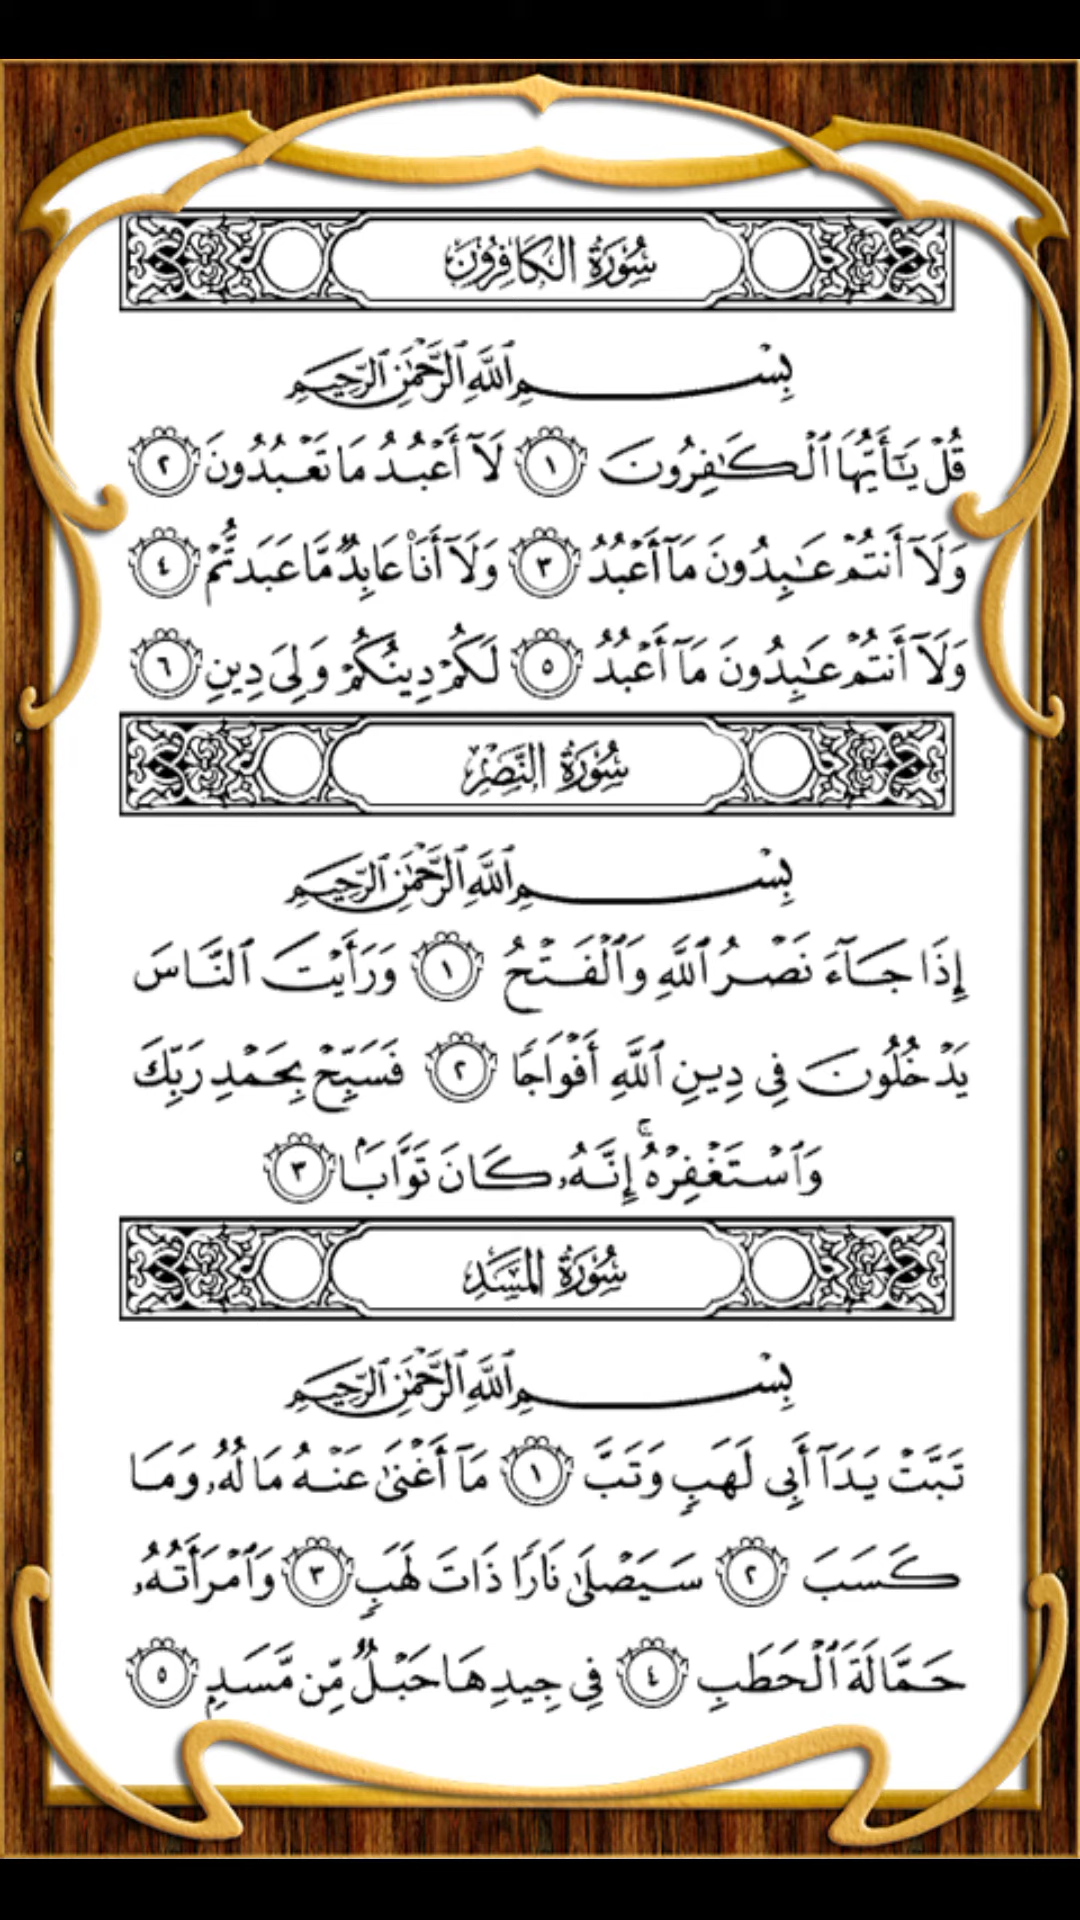 سُورَةُ الكَافِرُونَ
بِسْمِ ٱللَّهِ ٱلرَّحْمَٰنِ ٱلرَّحِيمِ
قُلْ يَٰٓأَيُّهَا ٱلْكَٰفِرُونَ ١ لَآ أَعْبُدُ مَا تَعْبُدُونَ ٢
وَلَآ أَنتُمْ عَٰبِدُونَ مَآ أَعْبُدُ ٣ وَلَآ أَنَا۠ عَابِدٌ مَّا عَبَدتُّمْ ٤
وَلَآ أَنتُمْ عَٰبِدُونَ مَآ أَعْبُدُ ٥ لَكُمْ دِينُكُمْ وَلِىَ دِينِ ٦
سُورَةُ النَّصْرِ
بِسْمِ ٱللَّهِ ٱلرَّحْمَٰنِ ٱلرَّحِيمِ
إِذَا جَآءَ نَصْرُ ٱللَّهِ وَٱلْفَتْحُ ١ وَرَأَيْتَ ٱلنَّاسَ
يَدْخُلُونَ فِى دِينِ ٱللَّهِ أَفْوَاجًا ٢ فَسَبِّحْ بِحَمْدِ رَبِّكَ
وَٱسْتَغْفِرْهُ ۚ إِنَّهُۥ كَانَ تَوَّابًۢا ٣
سُورَةُ المَسَدِ
بِسْمِ ٱللَّهِ ٱلرَّحْمَٰنِ ٱلرَّحِيمِ
تَبَّتْ يَدَآ أَبِى لَهَبٍ وَتَبَّ ١ مَآ أَغْنَىٰ عَنْهُ مَالُهُۥ وَمَا
كَسَبَ ٢ سَيَصْلَىٰ نَارًا ذَاتَ لَهَبٍ ٣ وَٱمْرَأَتُهُۥ
حَمَّالَةَ ٱلْحَطَبِ ٤ فِى جِيدِهَا حَبْلٌ مِّن مَّسَدٍۭ ٥